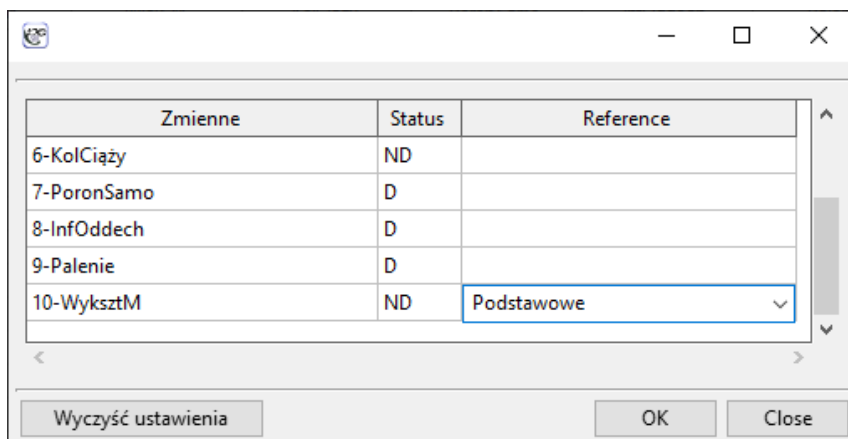 Zmienne Status Reference
6-KolCiąży ND
7-PoronSamo D
8-InfOddech D
9-Palenie D
10-WyksztM ND Podstawowe
Wyczyść ustawienia OK Close